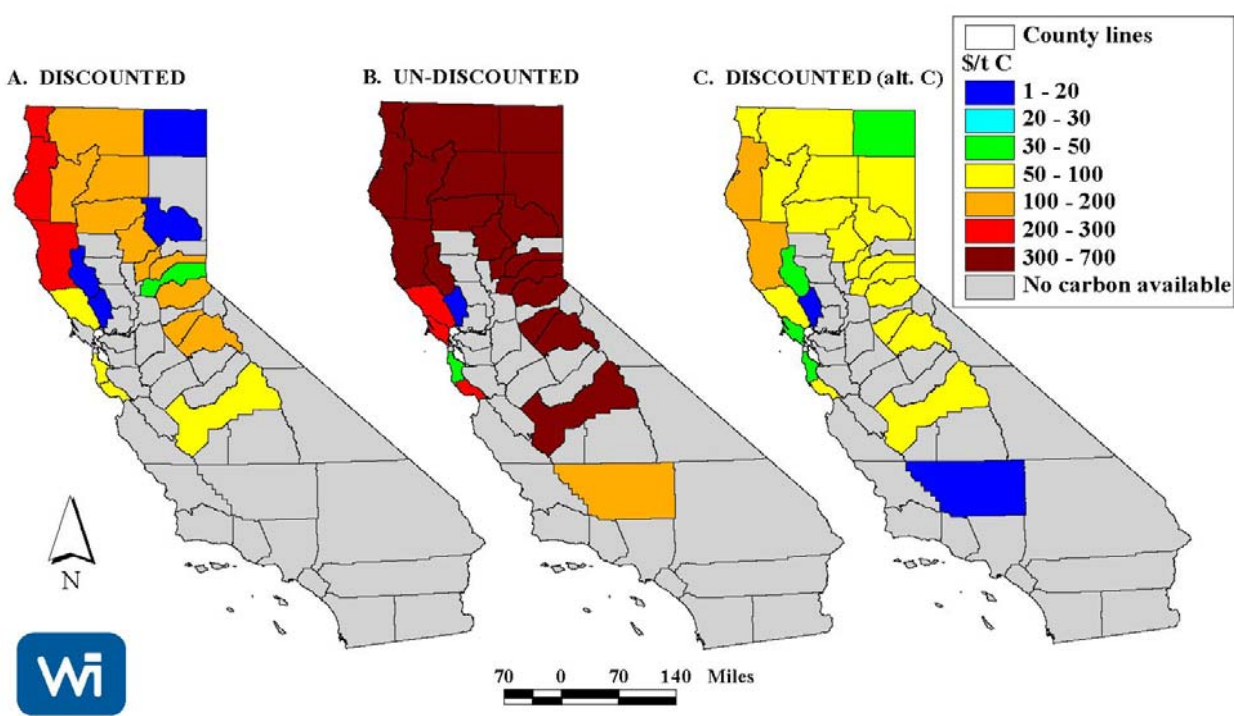 A. DISCOUNTED
B. UN-DISCOUNTED
C. DISCOUNTED (alt. C)
County lines
$/t C
1 - 20
20 - 30
30 - 50
50 - 100
100 - 200
200 - 300
300 - 700
No carbon available
N
Wi
70 0 70 140 Miles